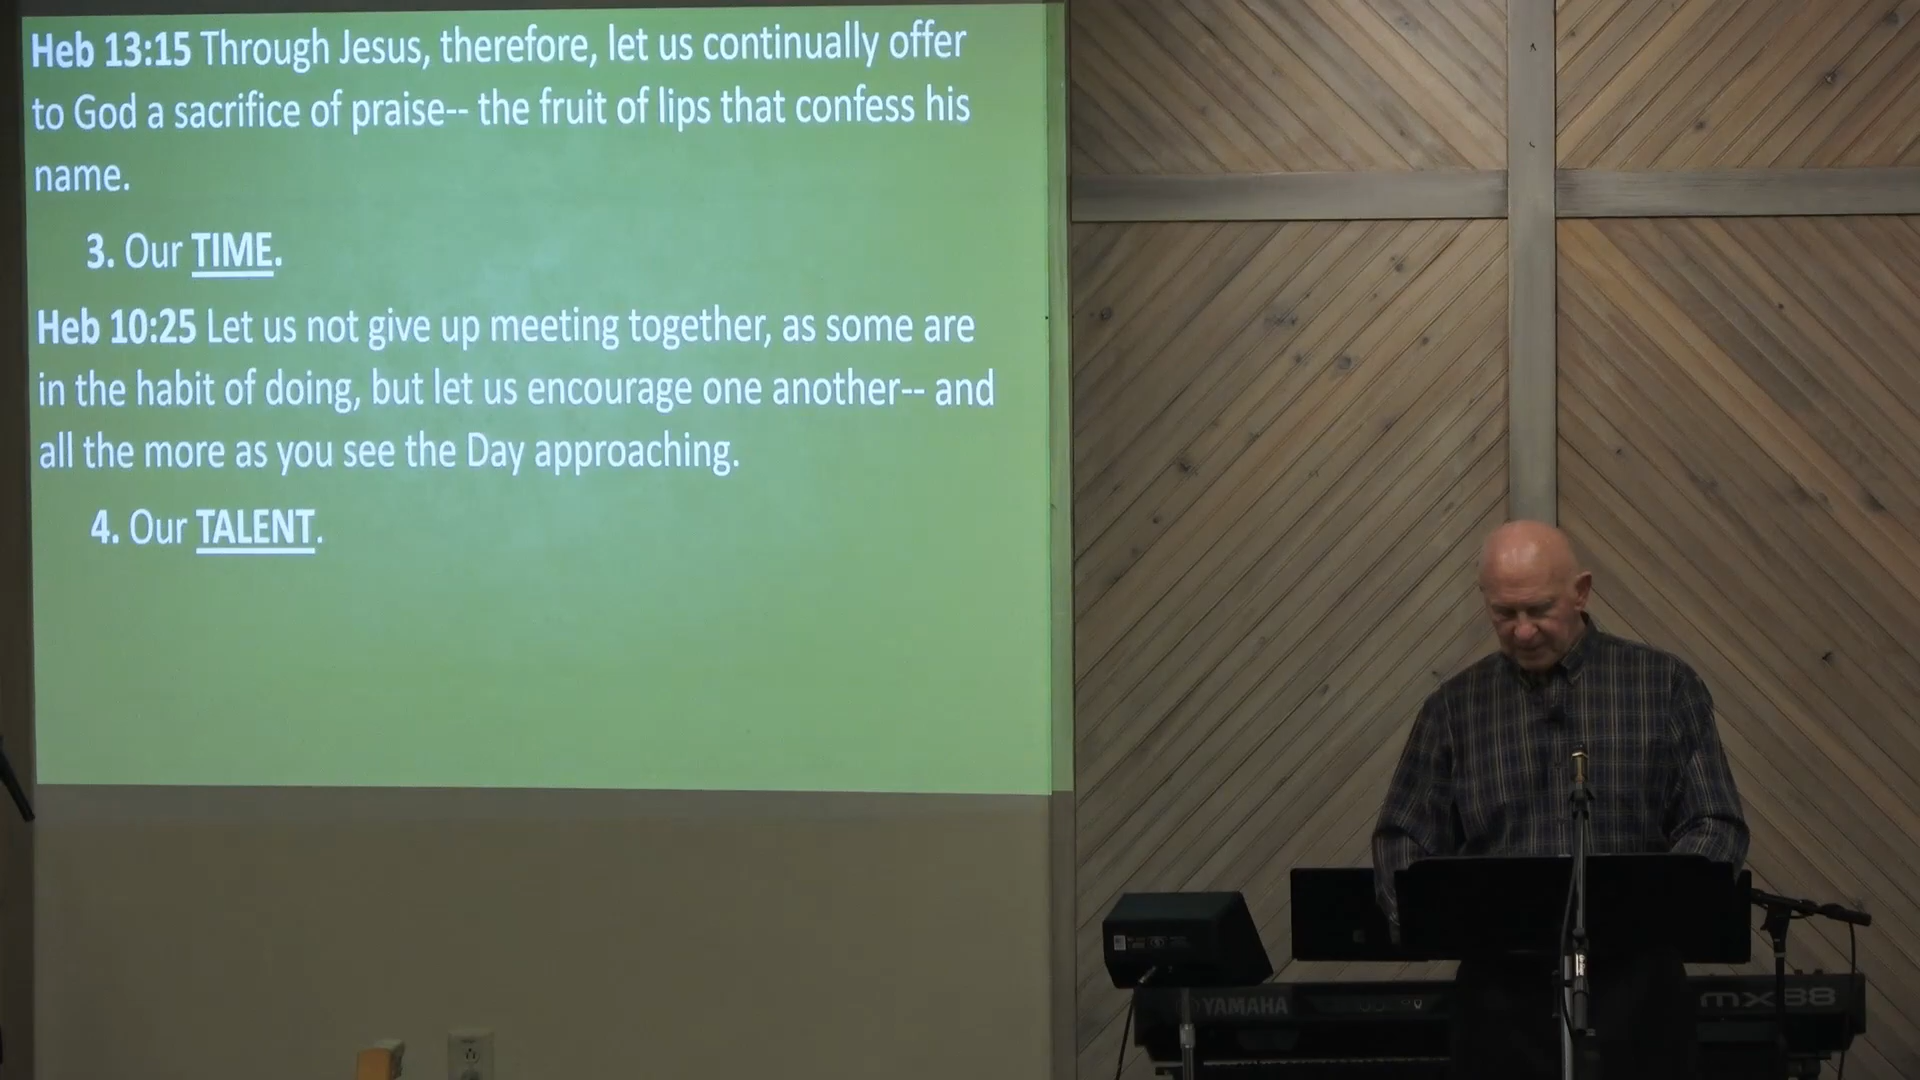 Heb 13:15 Through Jesus, therefore, let us continually offer
to God a sacrifice of praise-- the fruit of lips that confess his
name.
3. Our TIME.
Heb 10:25 Let us not give up meeting together, as some are
in the habit of doing, but let us encourage one another-- and
all the more as you see the Day approaching.
4. Our TALENT.
YAMAHA
MX88